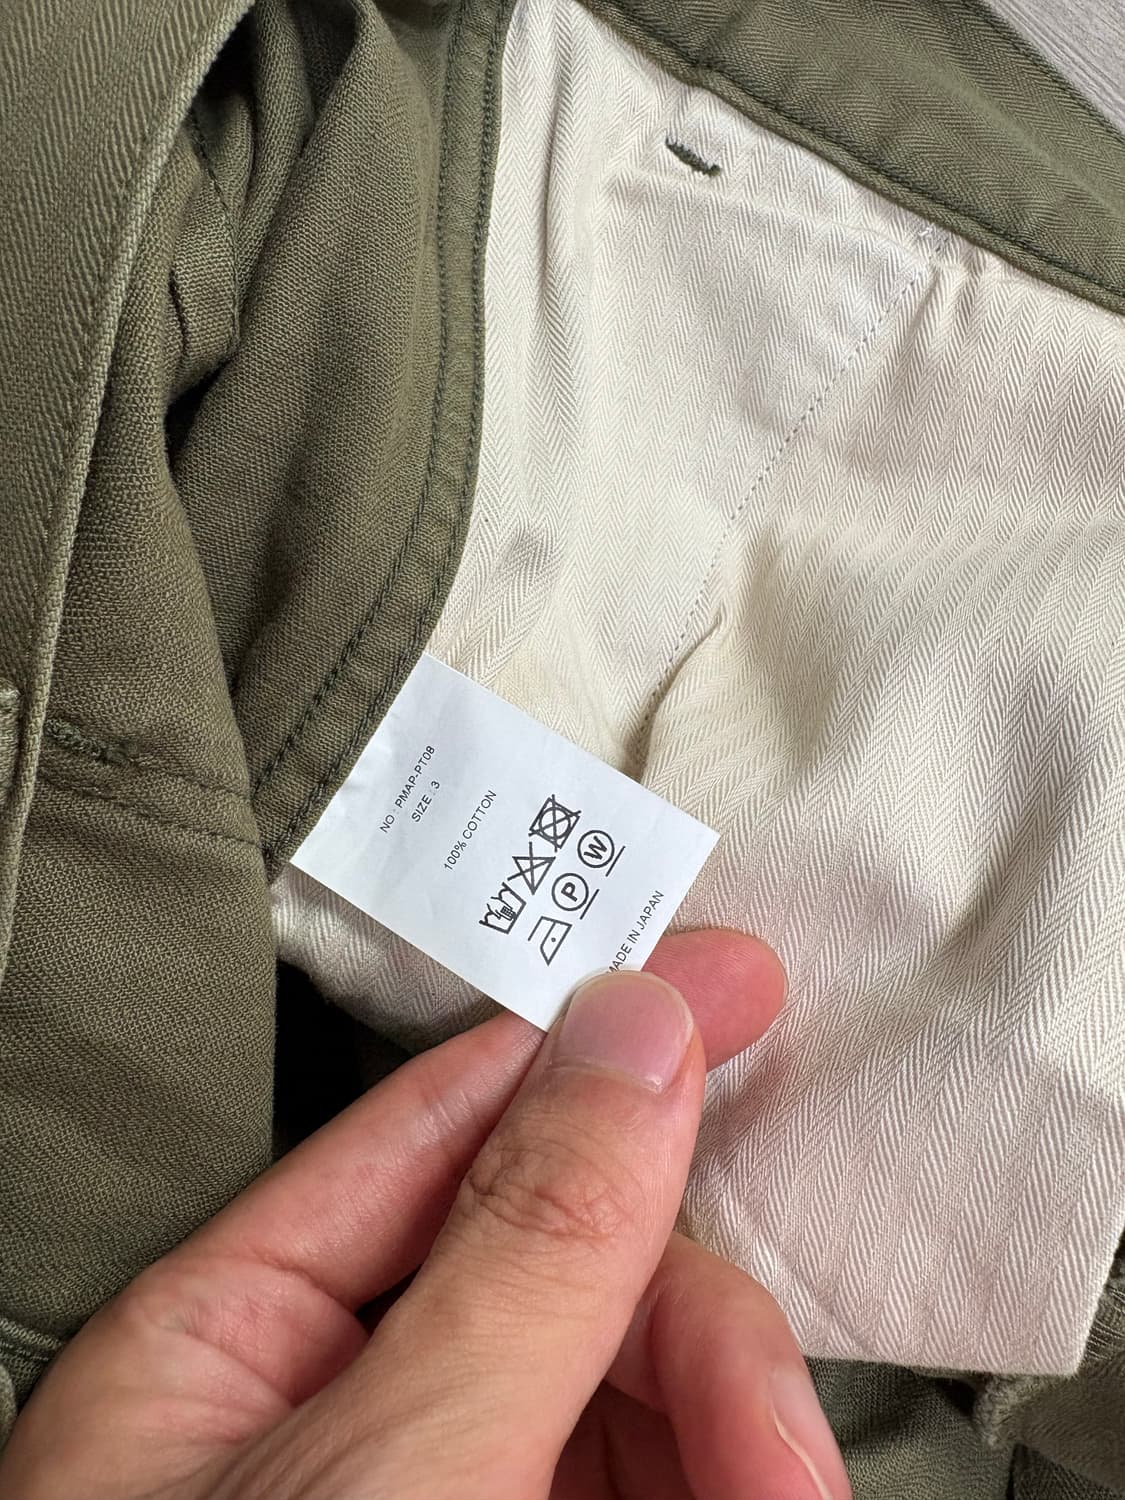 NO : PMAP-PT08
SIZE : 3
100% COTTON
P W
MADE IN JAPAN